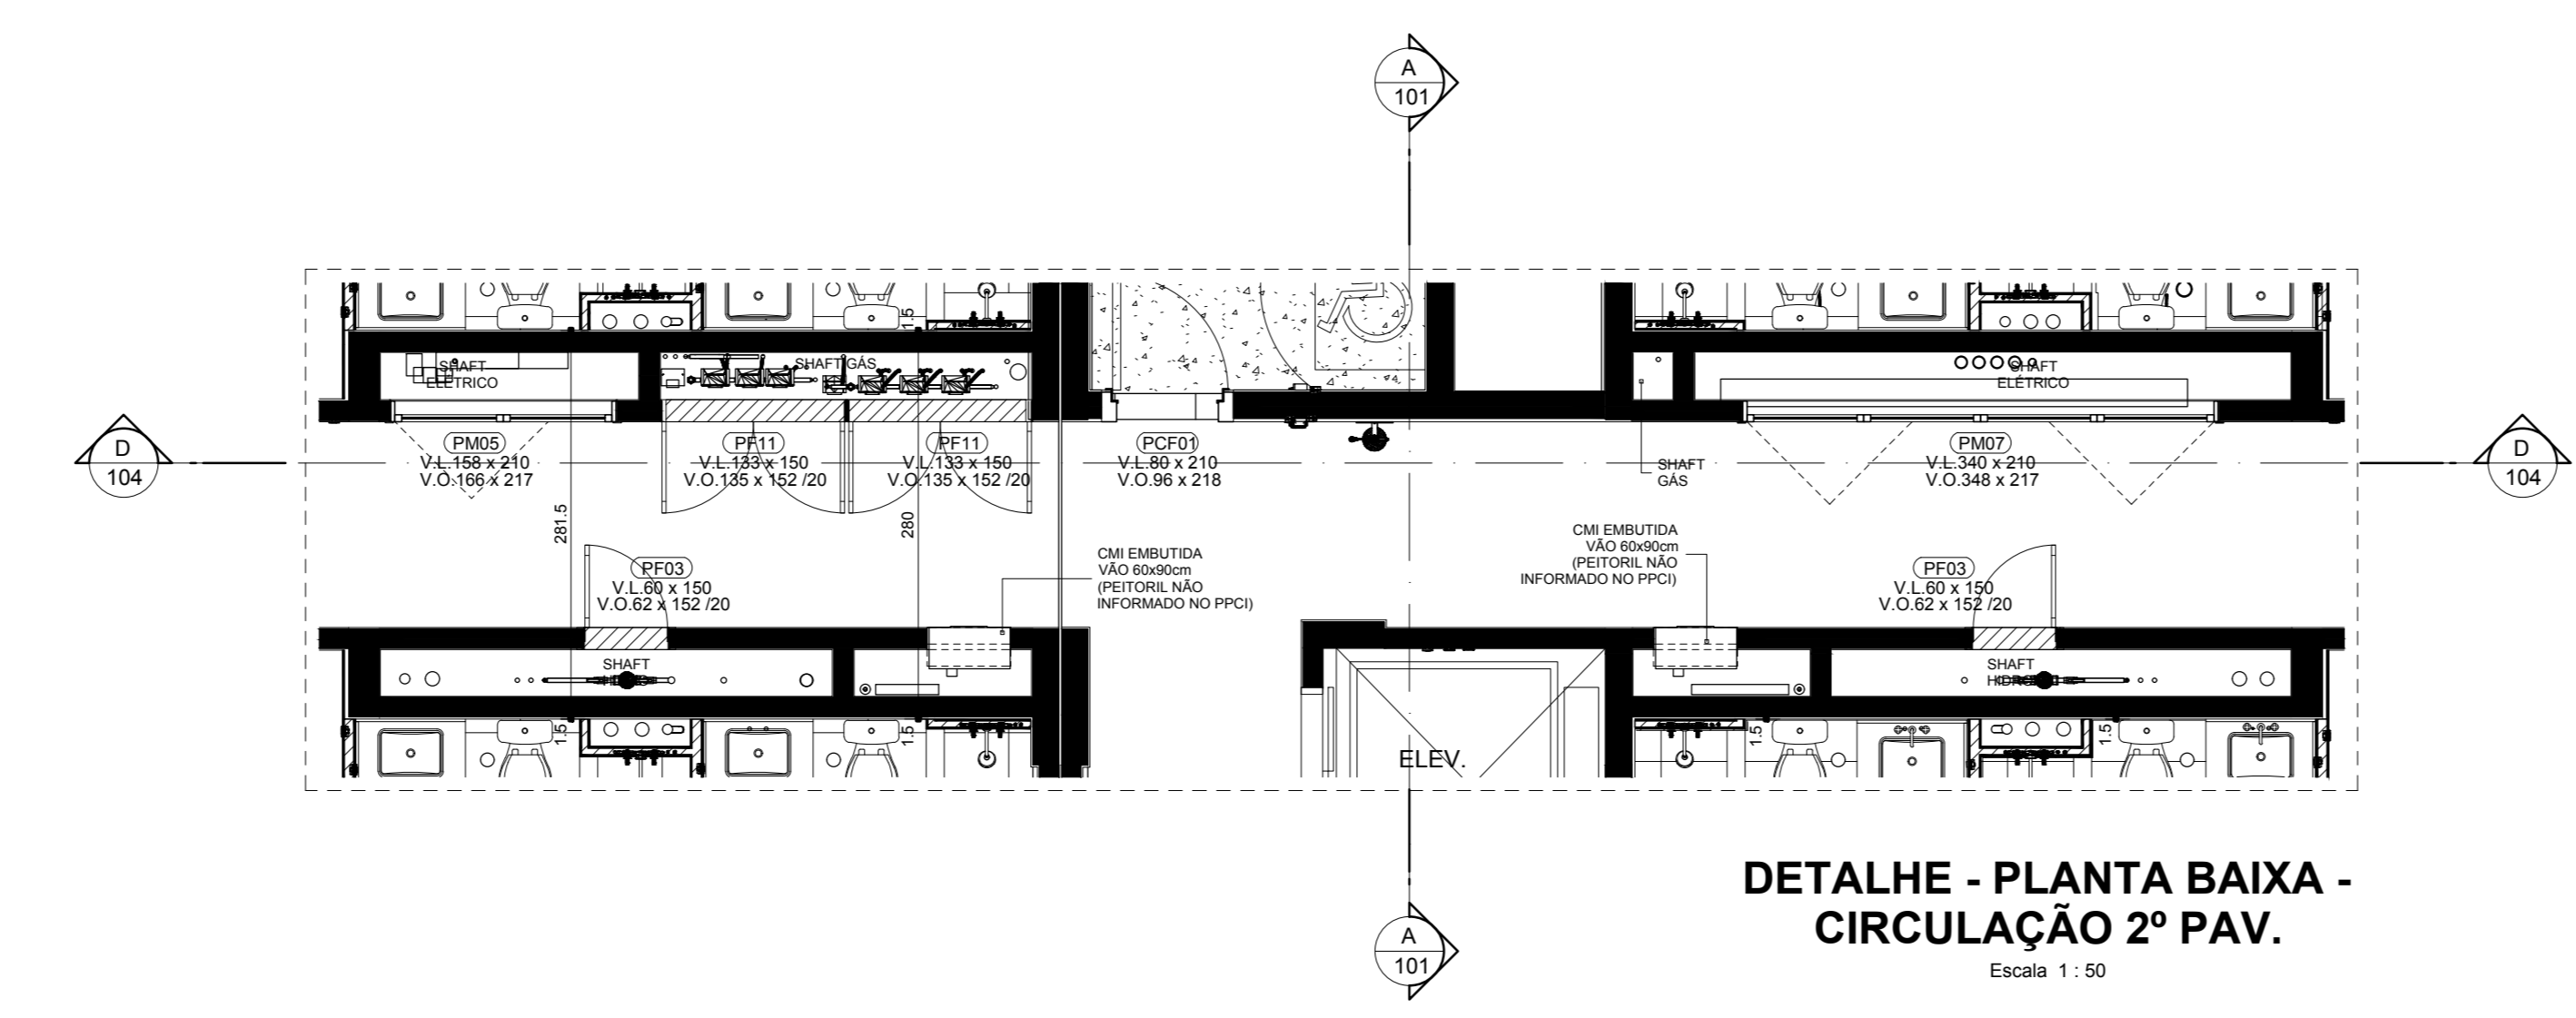 A
101
1.5
SHAFT
ELÉTRICO
SHAFT GÁS
SHAFT
ELÉTRICO
D
104
PM05
V.L.158 x 210
V.O.166 x 217
PF11
V.L.133 x 150
V.O.135 x 152 /20
PF11
V.L.133 x 150
V.O.135 x 152 /20
PCF01
V.L.80 x 210
V.O.96 x 218
SHAFT
GÁS
PM07
V.L.340 x 210
V.O.348 x 217
D
104
281.5
280
CMI EMBUTIDA
VÃO 60x90cm
(PEITORIL NÃO
INFORMADO NO PPCI)
CMI EMBUTIDA
VÃO 60x90cm
(PEITORIL NÃO
INFORMADO NO PPCI)
PF03
V.L.60 x 150
V.O.62 x 152 /20
PF03
V.L.60 x 150
V.O.62 x 152 /20
SHAFT
SHAFT
1.5
1.5
1.5
1.5
ELEV.
A
101
DETALHE - PLANTA BAIXA -
CIRCULAÇÃO 2º PAV.
Escala 1 : 50